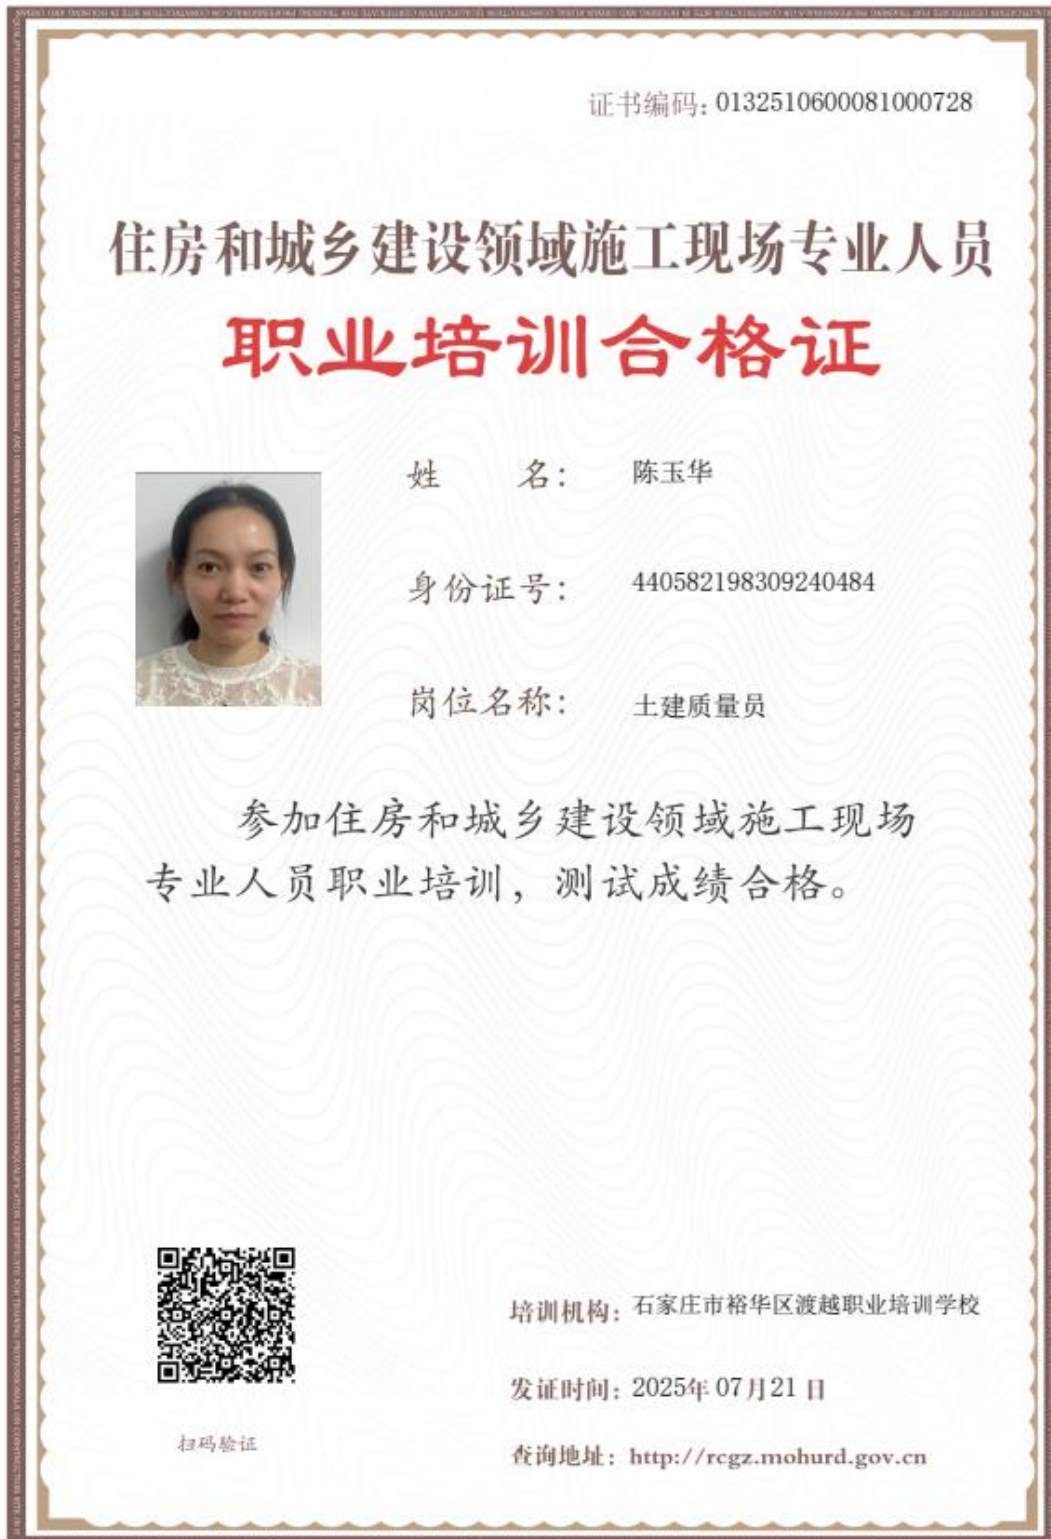 证书编码: 0132510600081000728
住房和城乡建设领域施工现场专业人员
职业培训合格证
姓 名: 陈玉华
身份证号: 440582198309240484
岗位名称: 土建质量员
参加住房和城乡建设领域施工现场
专业人员职业培训，测试成绩合格。
培训机构: 石家庄市裕华区渡越职业培训学校
发证时间: 2025年 07月21 日
扫码验证
查询地址: http://rcgz.mohurd.gov.cn